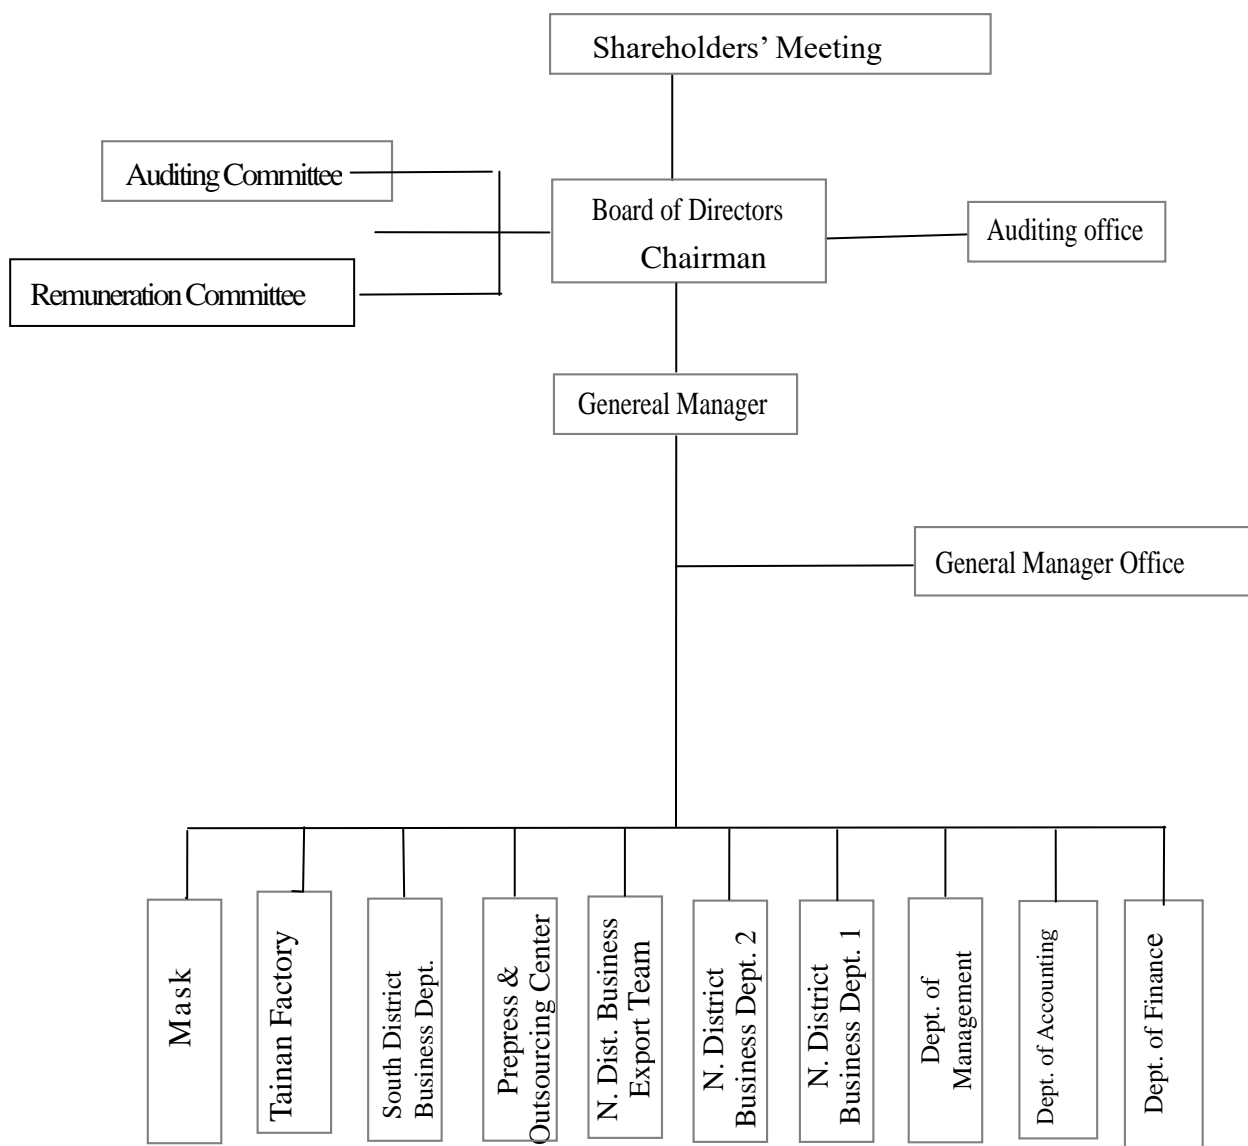 Shareholders’ Meeting
Auditing Committee
Board of Directors
Chairman
Auditing office
Remuneration Committee
Genereal Manager
General Manager Office
Mask
Tainan Factory
South District
Business Dept.
Prepress &
Outsourcing Center
N. Dist. Business
Export Team
N. District
Business Dept. 2
N. District
Business Dept. 1
Dept. of
Management
Dept. of Accounting
Dept. of Finance